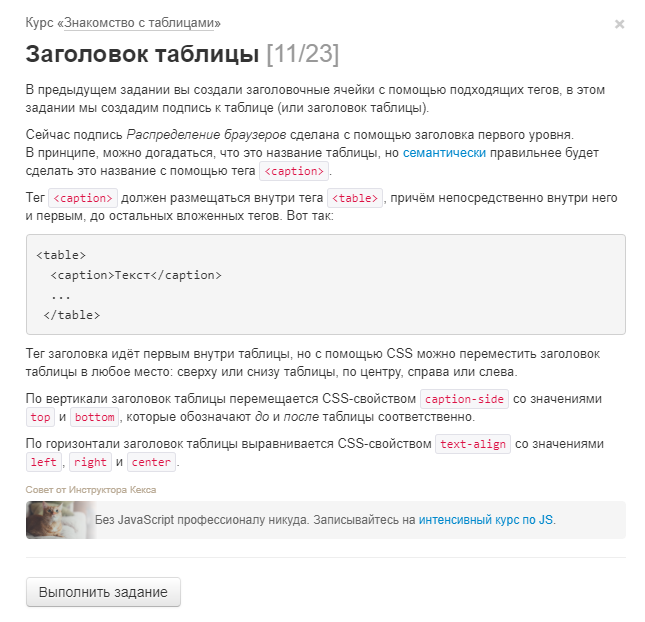 Курс «Знакомство с таблицами»
×
Заголовок таблицы [11/23]
В предыдущем задании вы создали заголовочные ячейки с помощью подходящих тегов, в этом
задании мы создадим подпись к таблице (или заголовок таблицы).
Сейчас подпись Распределение браузеров сделана с помощью заголовка первого уровня.
В принципе, можно догадаться, что это название таблицы, но семантически правильнее будет
сделать это название с помощью тега <caption>.
Тег <caption> должен размещаться внутри тега <table>, причём непосредственно внутри него
и первым, до остальных вложенных тегов. Вот так:
<table>
<caption>Текст</caption>
...
</table>
Тег заголовка идёт первым внутри таблицы, но с помощью CSS можно переместить заголовок
таблицы в любое место: сверху или снизу таблицы, по центру, справа или слева.
По вертикали заголовок таблицы перемещается CSS-свойством caption-side со значениями
top и bottom, которые обозначают до и после таблицы соответственно.
По горизонтали заголовок таблицы выравнивается CSS-свойством text-align со значениями
left, right и center.
Совет от Инструктора Кекса
Без JavaScript профессионалу никуда. Записывайтесь на интенсивный курс по JS.
Выполнить задание